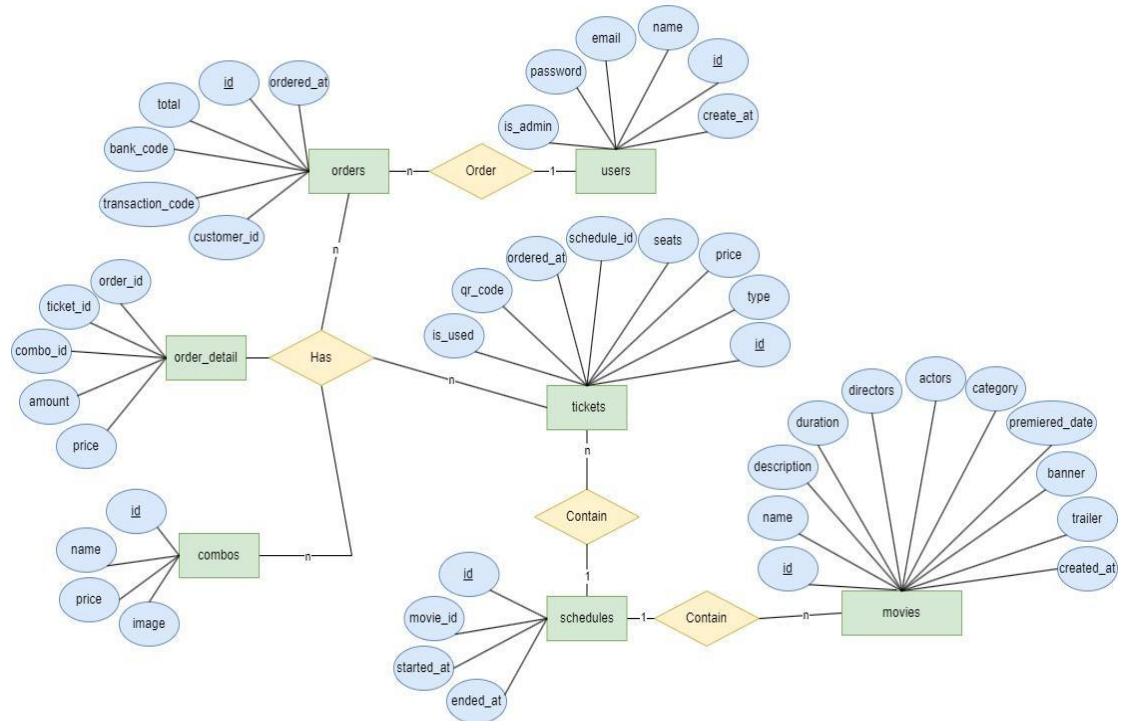 name
email
id
password
create_at
is_admin
users
id
ordered_at
total
bank_code
transaction_code
customer_id
orders
n
Order
1
n
order_id
ticket_id
combo_id
amount
price
order_detail
Has
n
schedule_id
seats
ordered_at
price
qr_code
type
is_used
id
tickets
n
Contain
1
id
name
price
image
combos
n
id
movie_id
started_at
ended_at
schedules
1
Contain
n
actors
directors
category
duration
premiered_date
description
banner
name
trailer
id
created_at
movies